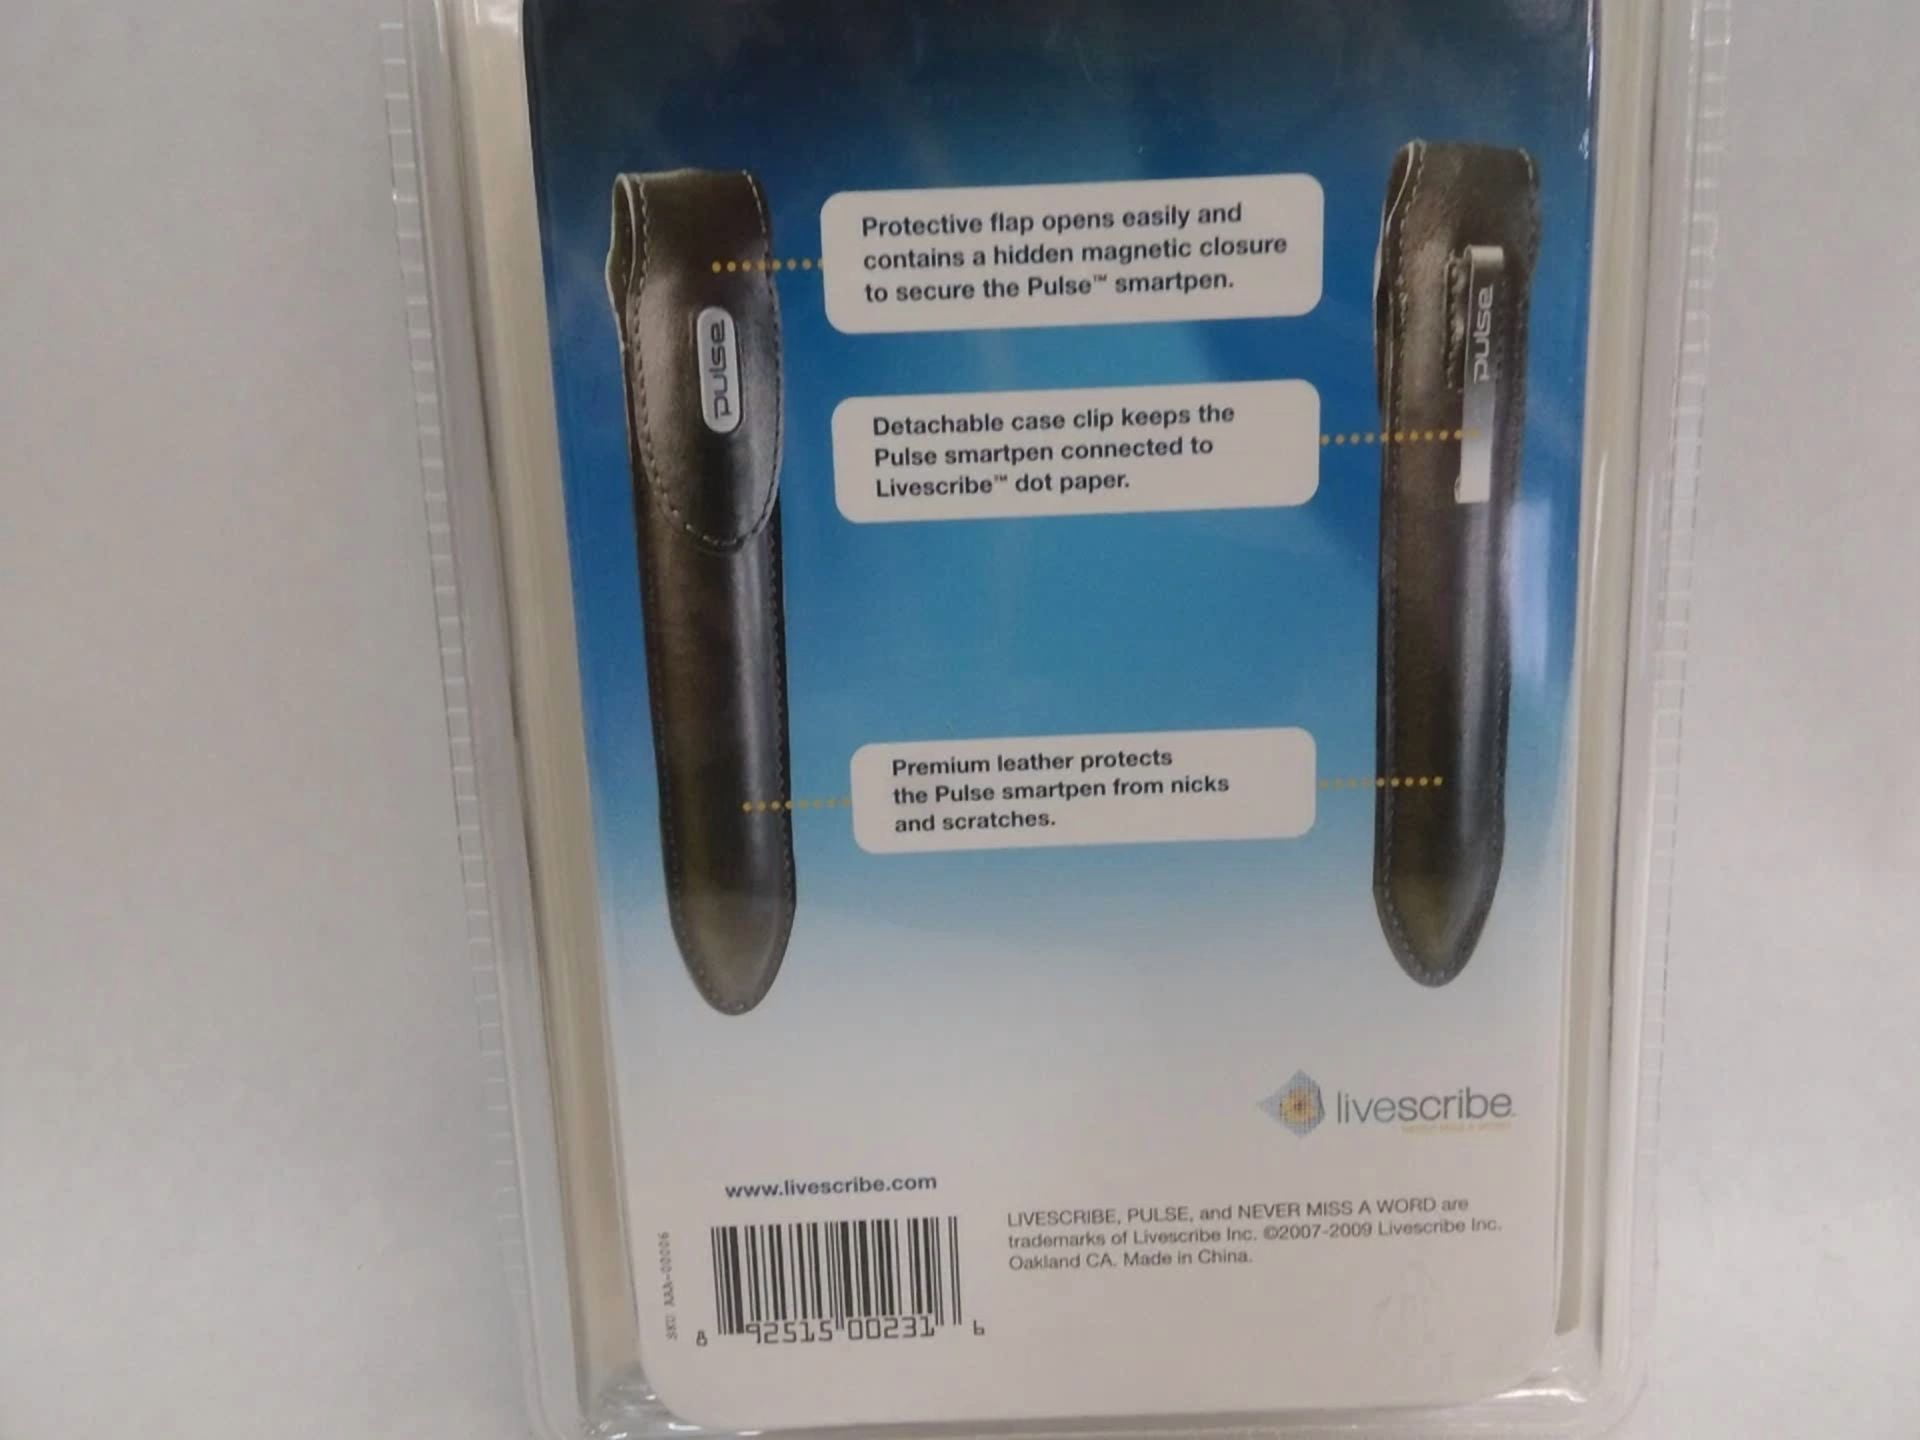 Protective flap opens easily and
contains a hidden magnetic closure
to secure the Pulse™ smartpen.
pulse
pulse
Detachable case clip keeps the
Pulse smartpen connected to
Livescribe™ dot paper.
Premium leather protects
the Pulse smartpen from nicks
and scratches.
livescribe
www.livescribe.com
LIVESCRIBE, PULSE, and NEVER MISS A WORD are
trademarks of Livescribe Inc. ©2007-2009 Livescribe Inc.
Oakland CA. Made in China.
SKU AAA-00006
8 92515 00231 6